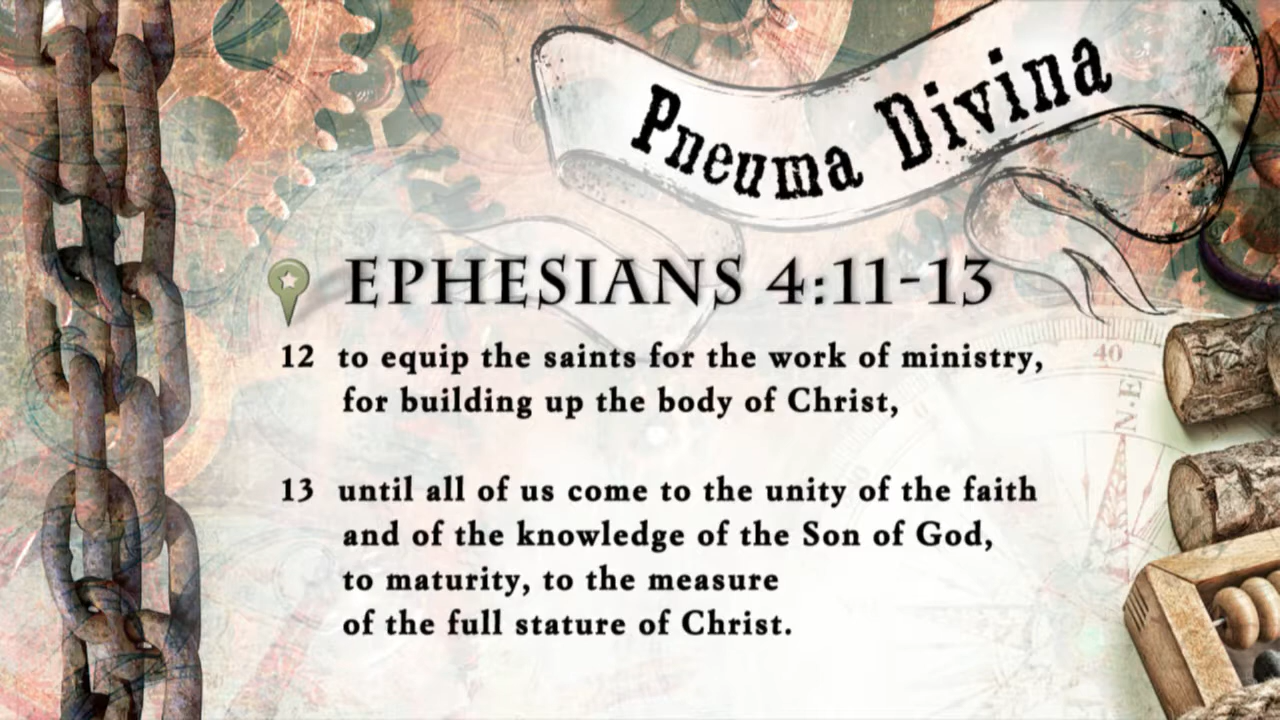 Pneuma Divina
EPHESIANS 4:11-13
12 to equip the saints for the work of ministry,
for building up the body of Christ,
13 until all of us come to the unity of the faith
and of the knowledge of the Son of God,
to maturity, to the measure
of the full stature of Christ.
40
N.E